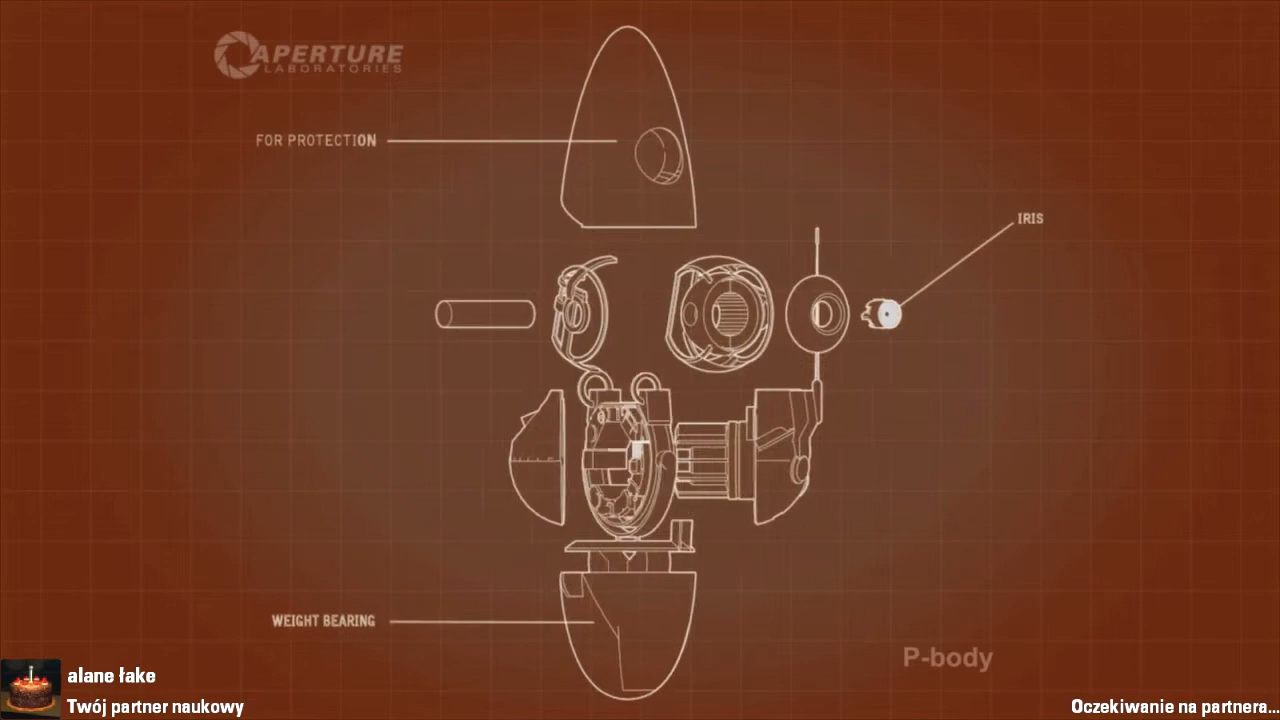 APERTURE
LABORATORIES
FOR PROTECTION
IRIS
WEIGHT BEARING
P-body
alane łake
Twój partner naukowy
Oczekiwanie na partnera...